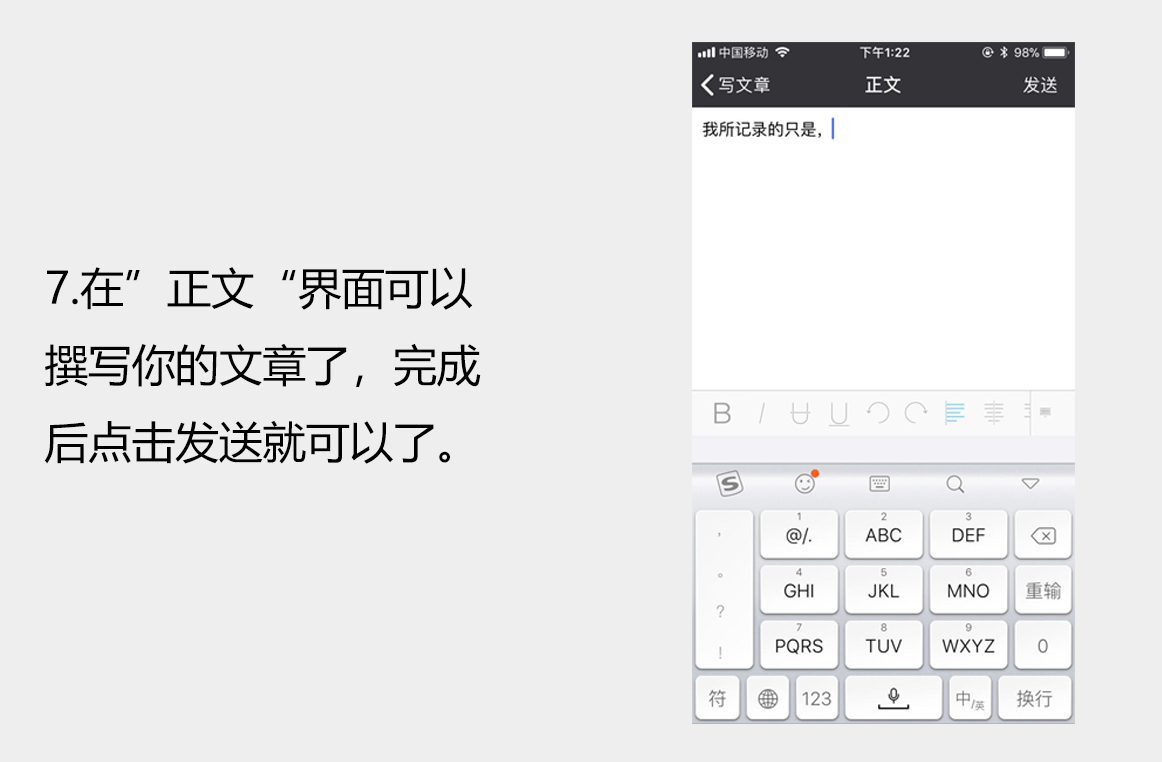 7.在”正文“界面可以
撰写你的文章了，完成
后点击发送就可以了。
中国移动 下午1:22 98%
写文章 正文 发送
我所记录的只是，
B I U U
S
， 1 @/. 2 ABC 3 DEF
。 4 GHI 5 JKL 6 MNO 重输
？
！ 7 PQRS 8 TUV 9 WXYZ 0
符 123 中/英 换行